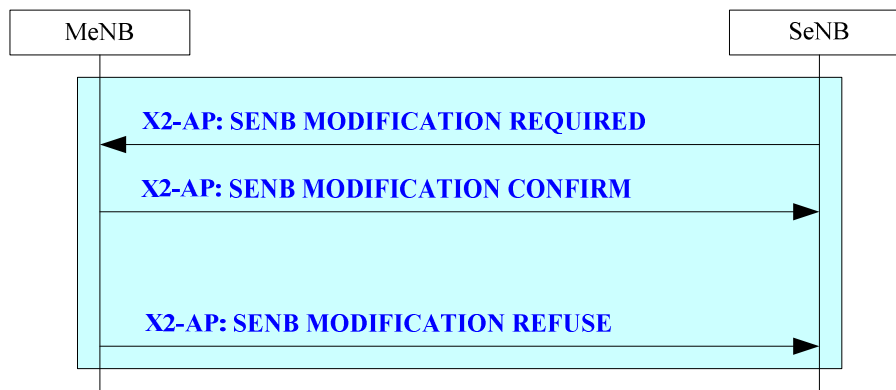 MeNB
SeNB
X2-AP: SENB MODIFICATION REQUIRED
X2-AP: SENB MODIFICATION CONFIRM
X2-AP: SENB MODIFICATION REFUSE